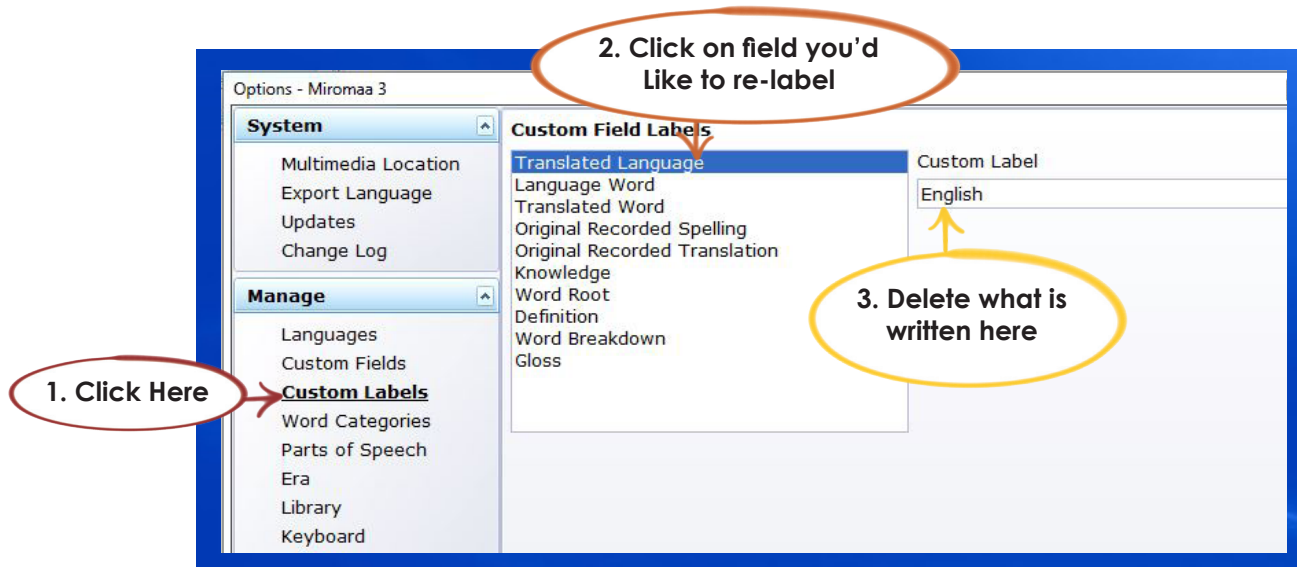 2. Click on field you’d
Like to re-label
Options - Miromaa 3
System
Multimedia Location
Export Language
Updates
Change Log
Manage
Languages
Custom Fields
Custom Labels
Word Categories
Parts of Speech
Era
Library
Keyboard
1. Click Here
Custom Field Labels
Translated Language
Language Word
Translated Word
Original Recorded Spelling
Original Recorded Translation
Knowledge
Word Root
Definition
Word Breakdown
Gloss
Custom Label
English
3. Delete what is
written here